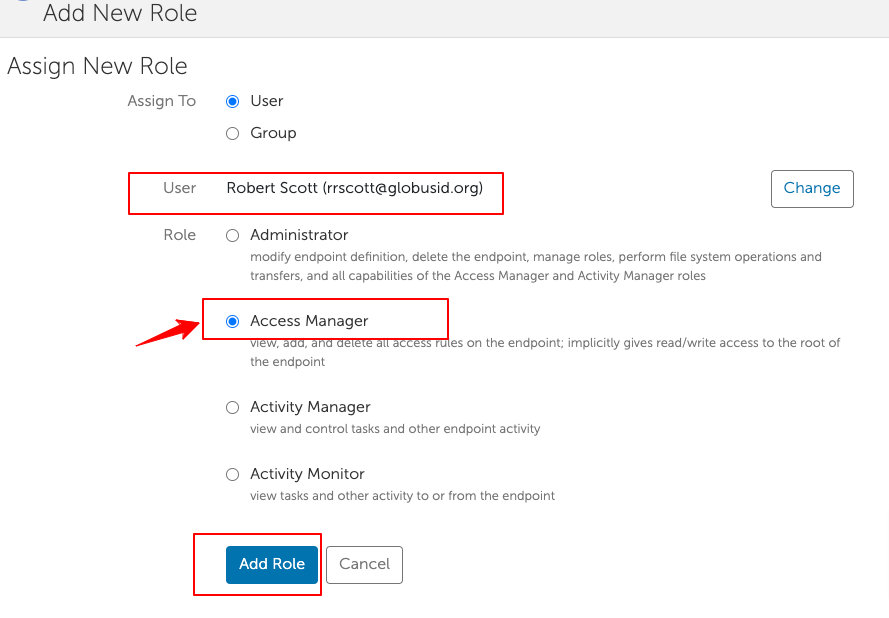 Add New Role
Assign New Role
Assign To User
Group
User Robert Scott (rrscott@globusid.org) Change
Role Administrator
modify endpoint definition, delete the endpoint, manage roles, perform file system operations and
transfers, and all capabilities of the Access Manager and Activity Manager roles
Access Manager
view, add, and delete all access rules on the endpoint; implicitly gives read/write access to the root of
the endpoint
Activity Manager
view and control tasks and other endpoint activity
Activity Monitor
view tasks and other activity to or from the endpoint
Add Role Cancel